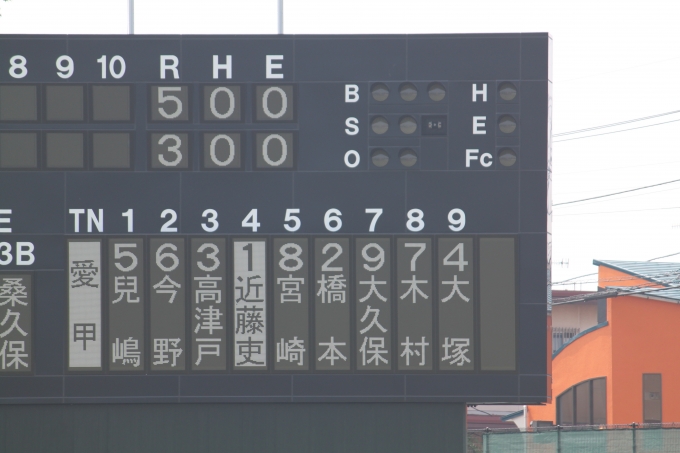 8 9 10 R H E
5 0 0
3 0 0
B H
S E
O Fc
E TN 1 2 3 4 5 6 7 8 9
3B
桑久保
愛甲
5 兒嶋
6 今野
3 高津戸
1 近藤吏
8 宮崎
2 橋本
9 大久保
7 木村
4 大塚